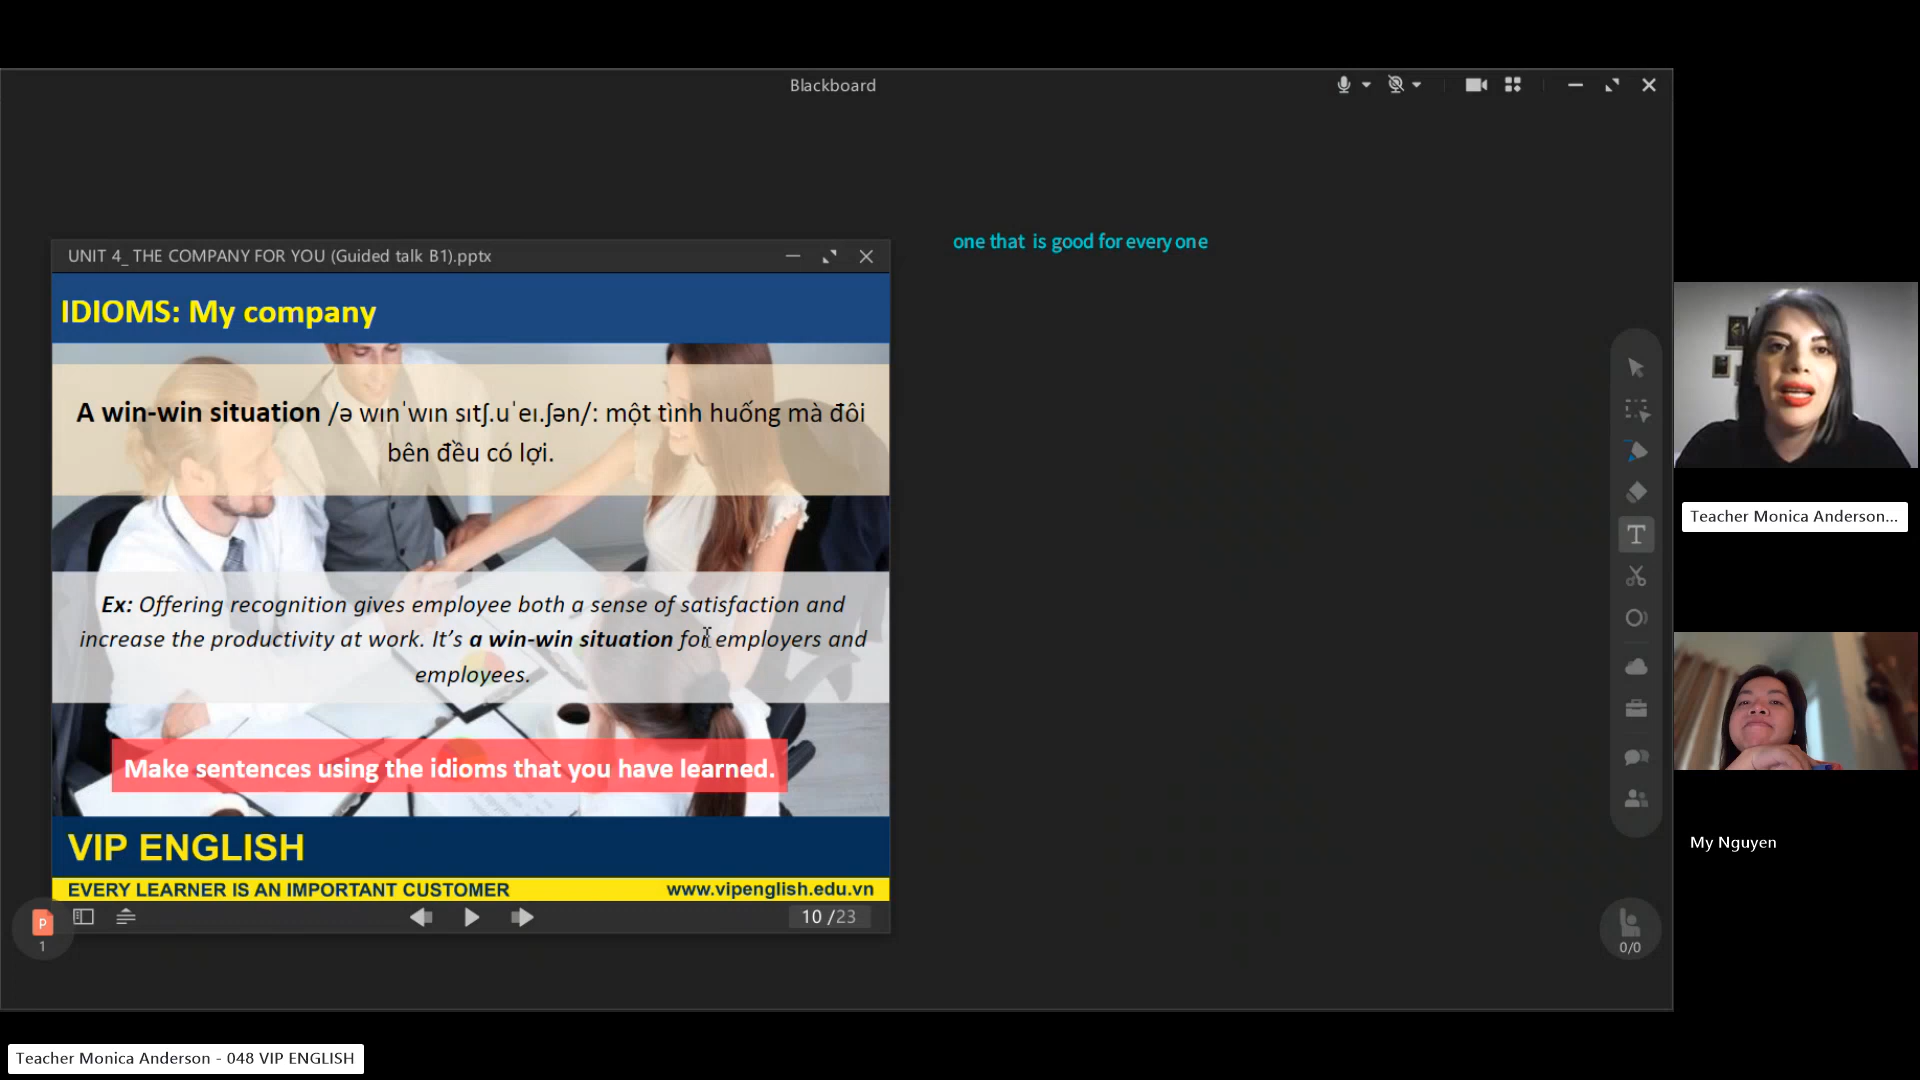 Blackboard
one that is good for every one
UNIT 4_ THE COMPANY FOR YOU (Guided talk B1).pptx
IDIOMS: My company
A win-win situation /ə wɪnˈwɪn sɪtʃ.uˈeɪ.ʃən/: một tình huống mà đôi
bên đều có lợi.
Ex: Offering recognition gives employee both a sense of satisfaction and
increase the productivity at work. It’s a win-win situation for employers and
employees.
Make sentences using the idioms that you have learned.
VIP ENGLISH
EVERY LEARNER IS AN IMPORTANT CUSTOMER www.vipenglish.edu.vn
P
1
10 /23
T
0/0
Teacher Monica Anderson...
My Nguyen
Teacher Monica Anderson - 048 VIP ENGLISH